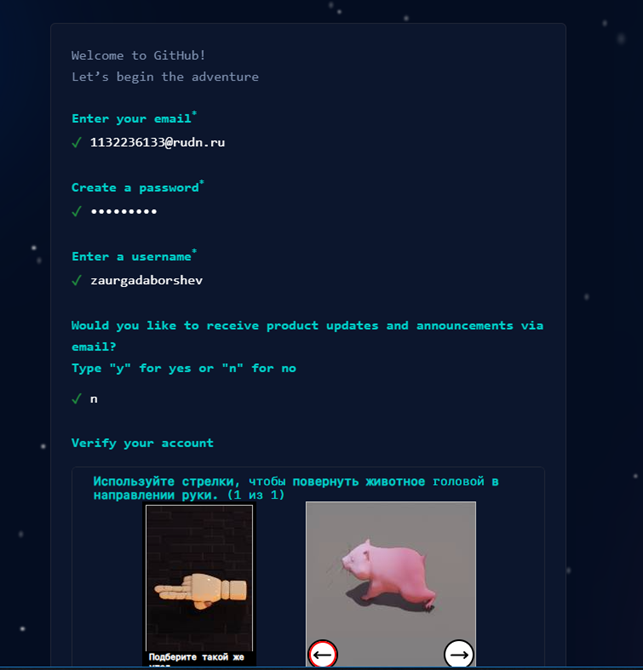 Welcome to GitHub!
Let's begin the adventure
Enter your email*
✓ 1132236133@rudn.ru
Create a password*
✓ •••••••••
Enter a username*
✓ zaurgadaborshev
Would you like to receive product updates and announcements via
email?
Type "y" for yes or "n" for no
✓ n
Verify your account
Используйте стрелки, чтобы повернуть животное головой в
направлении руки. (1 из 1)
Подберите такой же